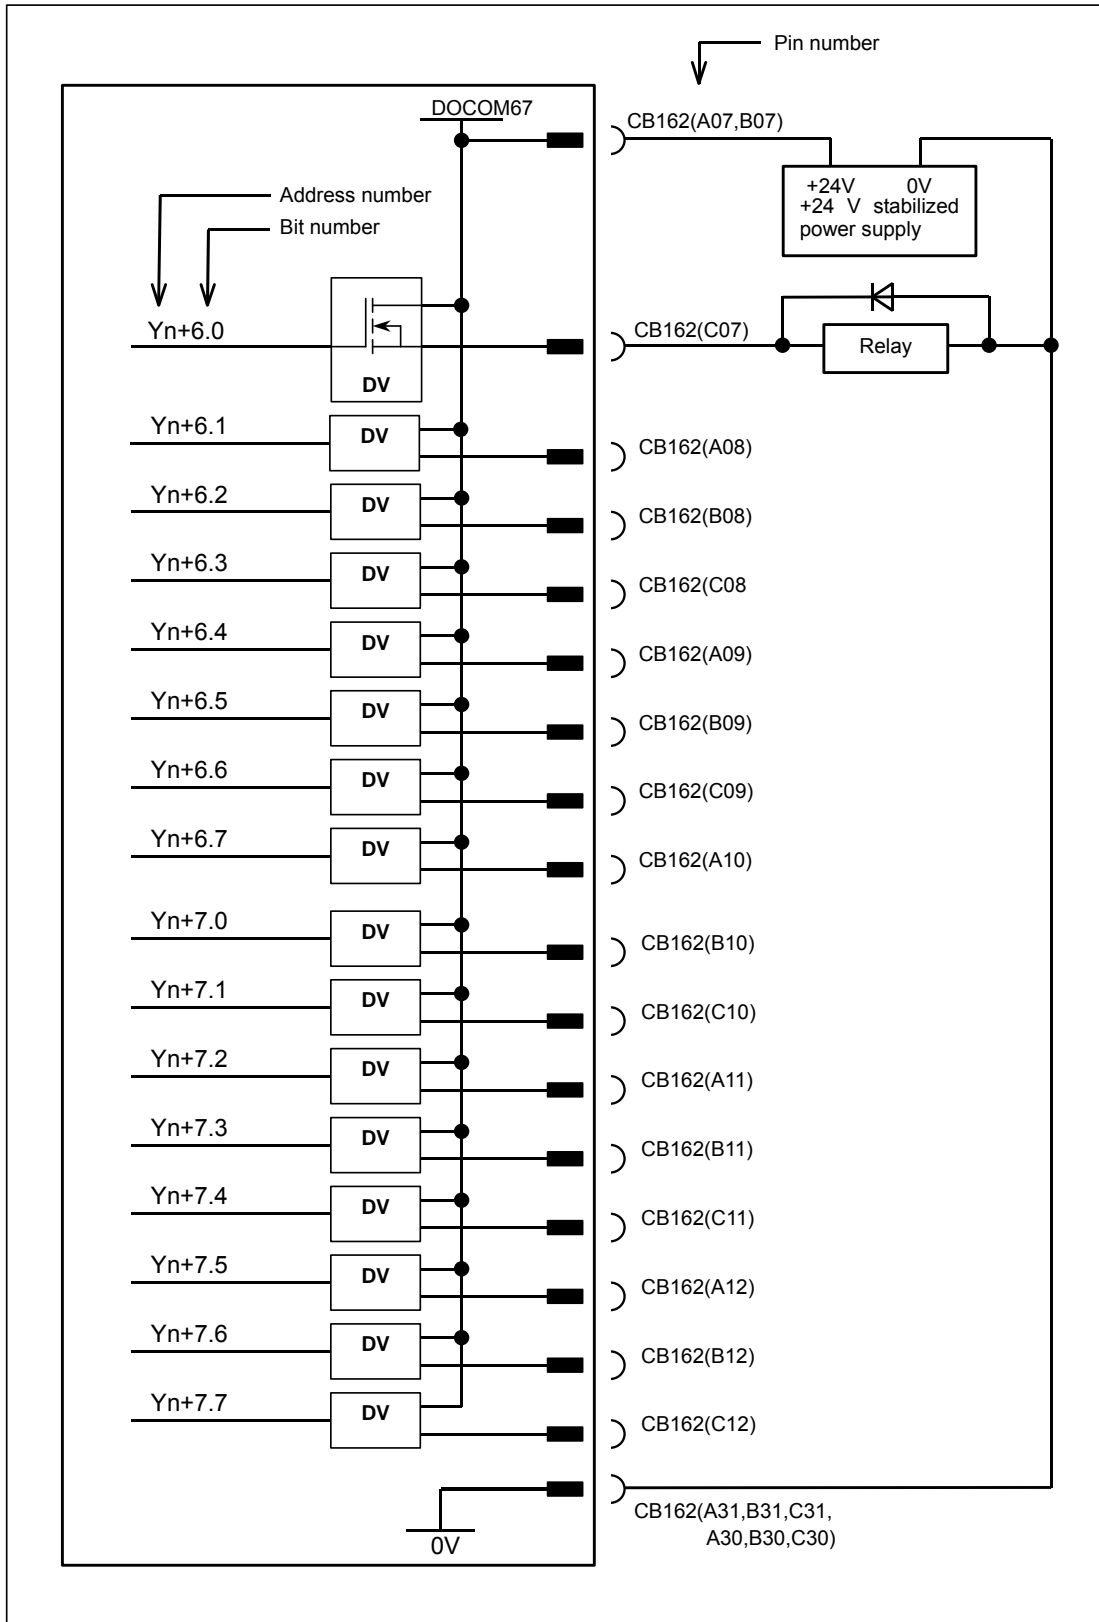 Pin number
DOCOM67
CB162(A07,B07)
+24V 0V
+24 V stabilized
power supply
Address number
Bit number
Yn+6.0
DV
CB162(C07)
Relay
Yn+6.1
DV
CB162(A08)
Yn+6.2
DV
CB162(B08)
Yn+6.3
DV
CB162(C08
Yn+6.4
DV
CB162(A09)
Yn+6.5
DV
CB162(B09)
Yn+6.6
DV
CB162(C09)
Yn+6.7
DV
CB162(A10)
Yn+7.0
DV
CB162(B10)
Yn+7.1
DV
CB162(C10)
Yn+7.2
DV
CB162(A11)
Yn+7.3
DV
CB162(B11)
Yn+7.4
DV
CB162(C11)
Yn+7.5
DV
CB162(A12)
Yn+7.6
DV
CB162(B12)
Yn+7.7
DV
CB162(C12)
CB162(A31,B31,C31,
A30,B30,C30)
0V